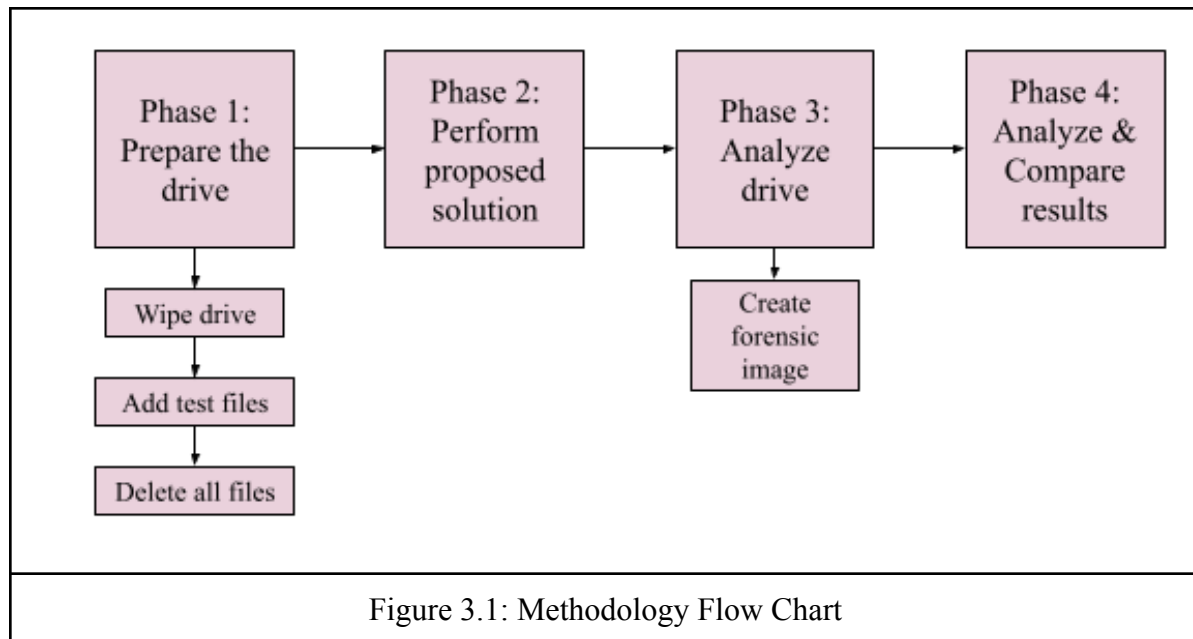 Phase 1:
Prepare the
drive
Phase 2:
Perform
proposed
solution
Phase 3:
Analyze
drive
Phase 4:
Analyze &
Compare
results
Wipe drive
Add test files
Delete all files
Create
forensic
image
Figure 3.1: Methodology Flow Chart